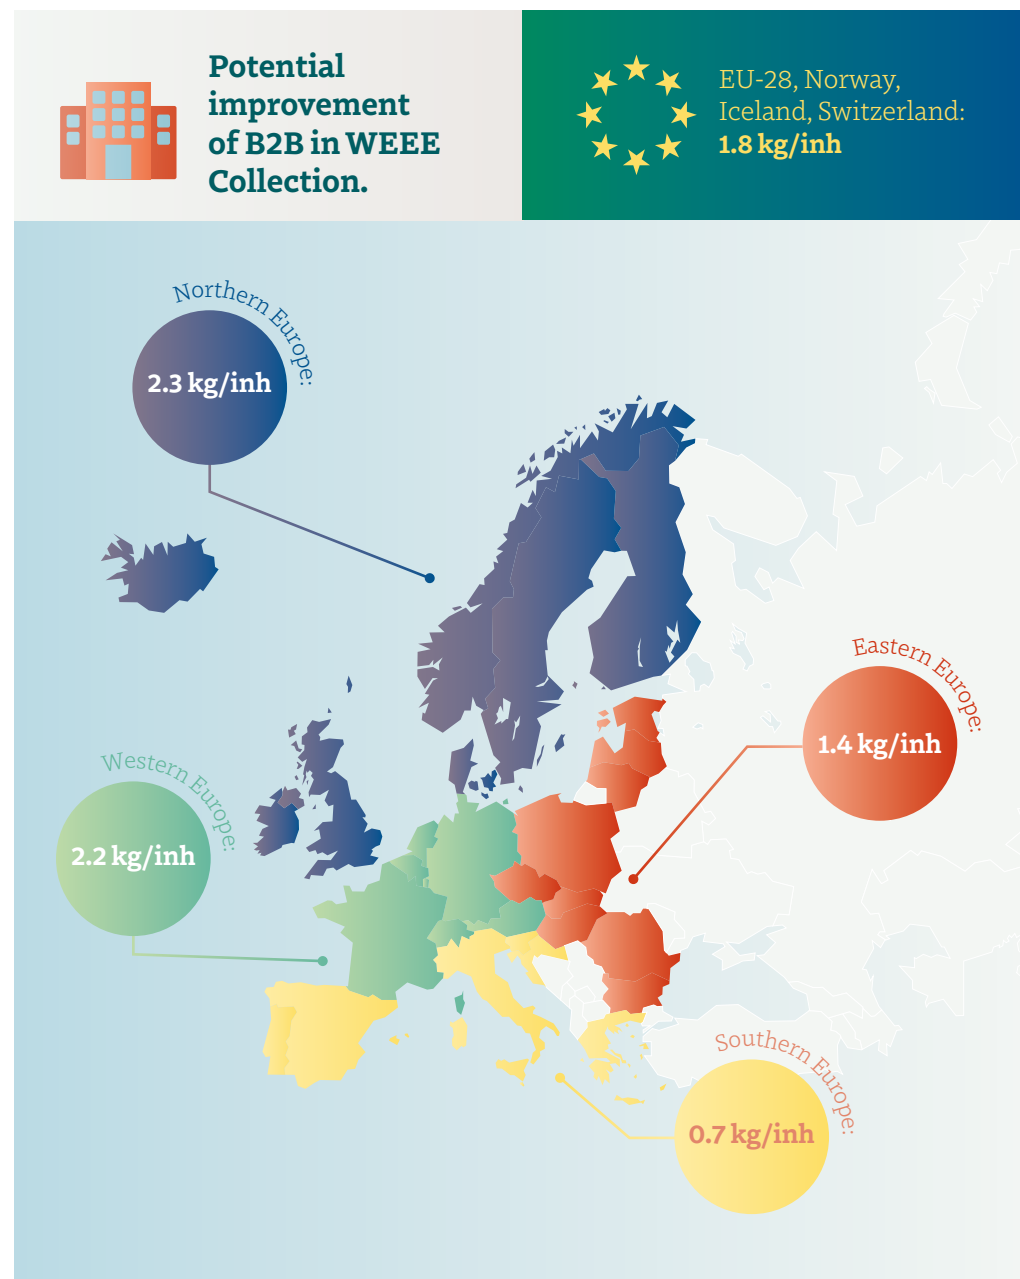 Potential
improvement
of B2B in WEEE
Collection.
EU-28, Norway,
Iceland, Switzerland:
1.8 kg/inh
Northern Europe:
2.3 kg/inh
Eastern Europe:
1.4 kg/inh
Western Europe:
2.2 kg/inh
Southern Europe:
0.7 kg/inh